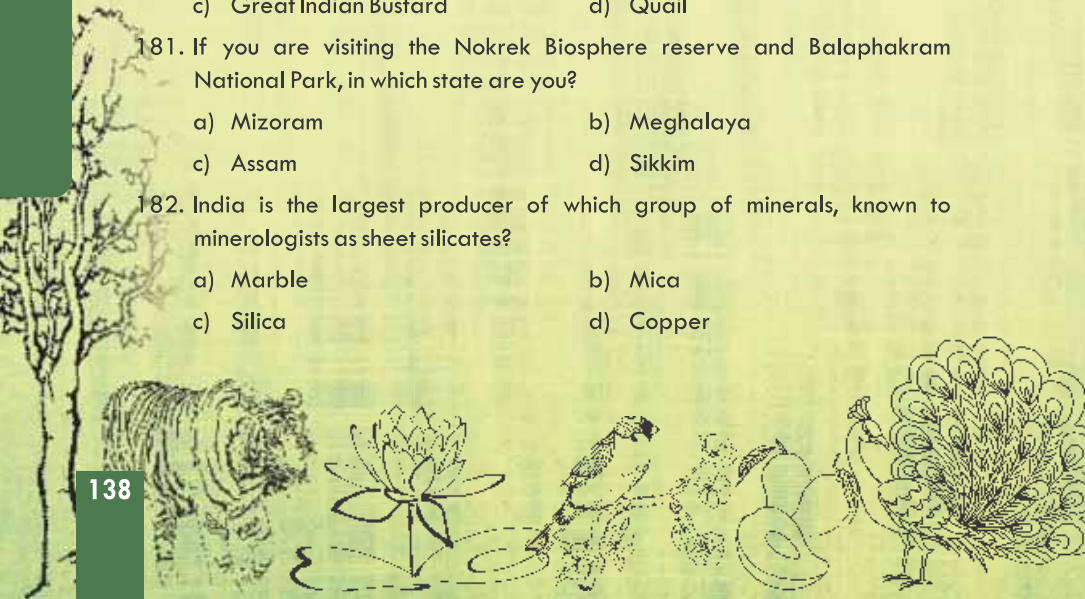 c) Great Indian Bustard d) Quail
181. If you are visiting the Nokrek Biosphere reserve and Balaphakram
National Park, in which state are you?
a) Mizoram b) Meghalaya
c) Assam d) Sikkim
182. India is the largest producer of which group of minerals, known to
minerologists as sheet silicates?
a) Marble b) Mica
c) Silica d) Copper
138